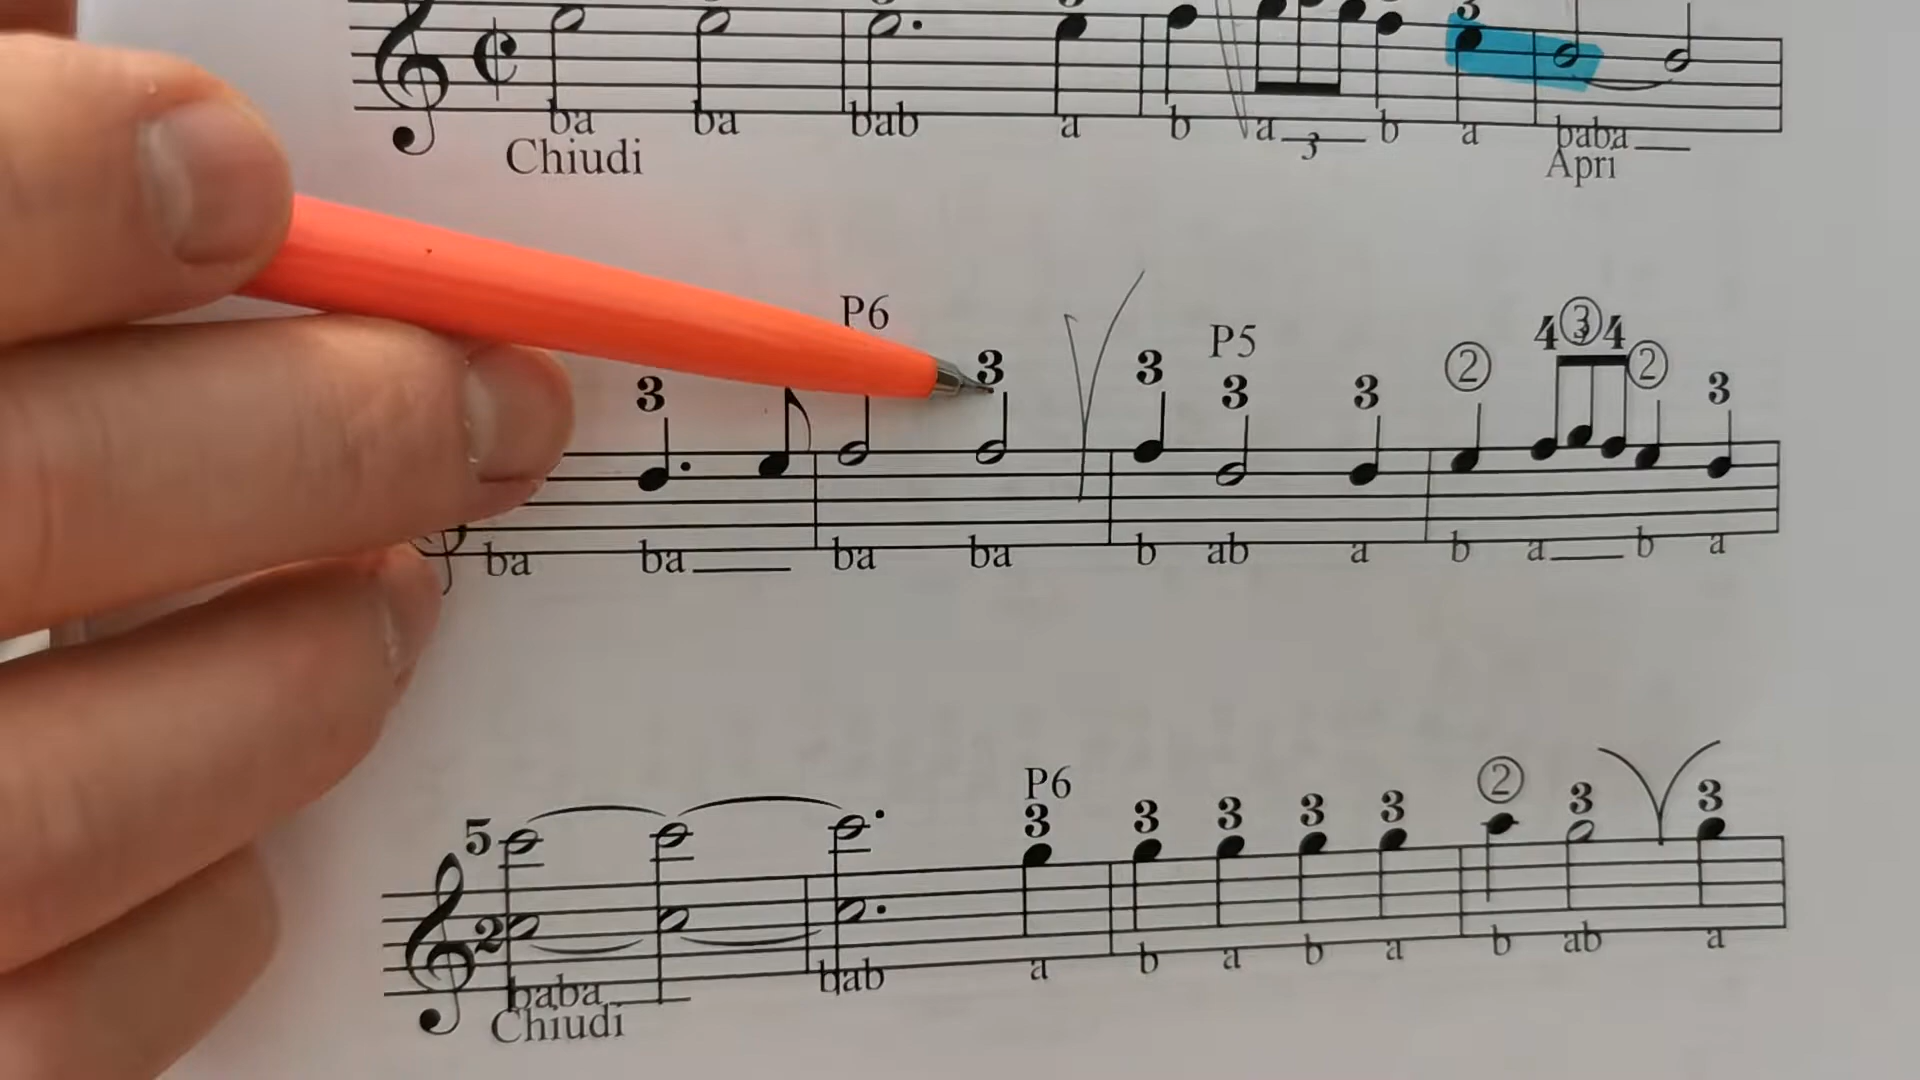 3
ba ba bab a b a b a baba
3
Chiudi Apri
P6 P5
3 3 3 3 3 ② 4 ③ 4 ② 3
ba ba ba ba b ab a b a b a
P6
5 3 3 3 3 3 ② 3 3
2
baba bab a b a b a b ab a
Chiudi